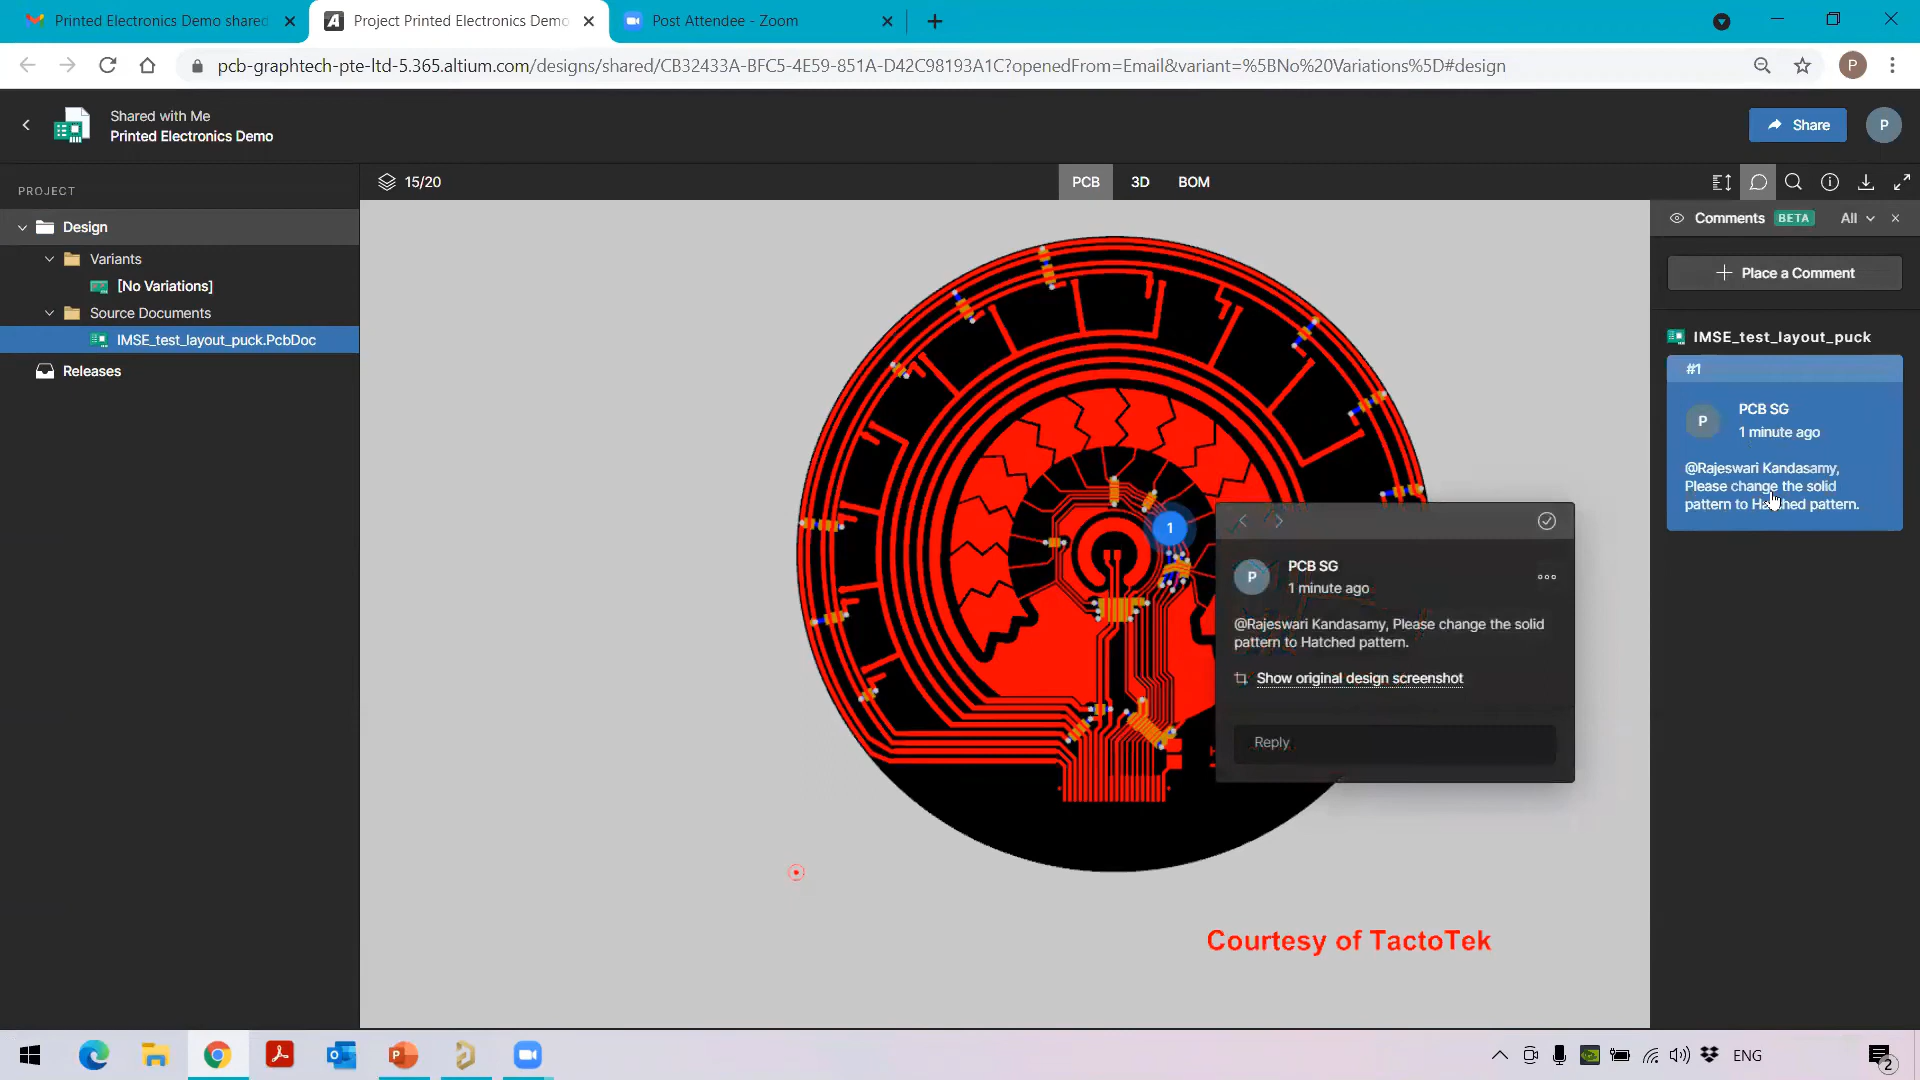 Printed Electronics Demo shared
Project Printed Electronics Demo
Post Attendee - Zoom
pcb-graphtech-pte-ltd-5.365.altium.com/designs/shared/CB32433A-BFC5-4E59-851A-D42C98193A1C?openedFrom=Email&variant=%5BNo%20Variations%5D#design
P
Shared with Me
Printed Electronics Demo
Share
P
PROJECT
15/20
PCB
3D
BOM
Design
Variants
[No Variations]
Source Documents
IMSE_test_layout_puck.PcbDoc
Releases
Comments BETA
All
Place a Comment
IMSE_test_layout_puck
#1
P
PCB SG
1 minute ago
@Rajeswari Kandasamy,
Please change the solid
pattern to Hatched pattern.
1
P
PCB SG
1 minute ago
@Rajeswari Kandasamy, Please change the solid
pattern to Hatched pattern.
Show original design screenshot
Reply
Courtesy of TactoTek
ENG
2